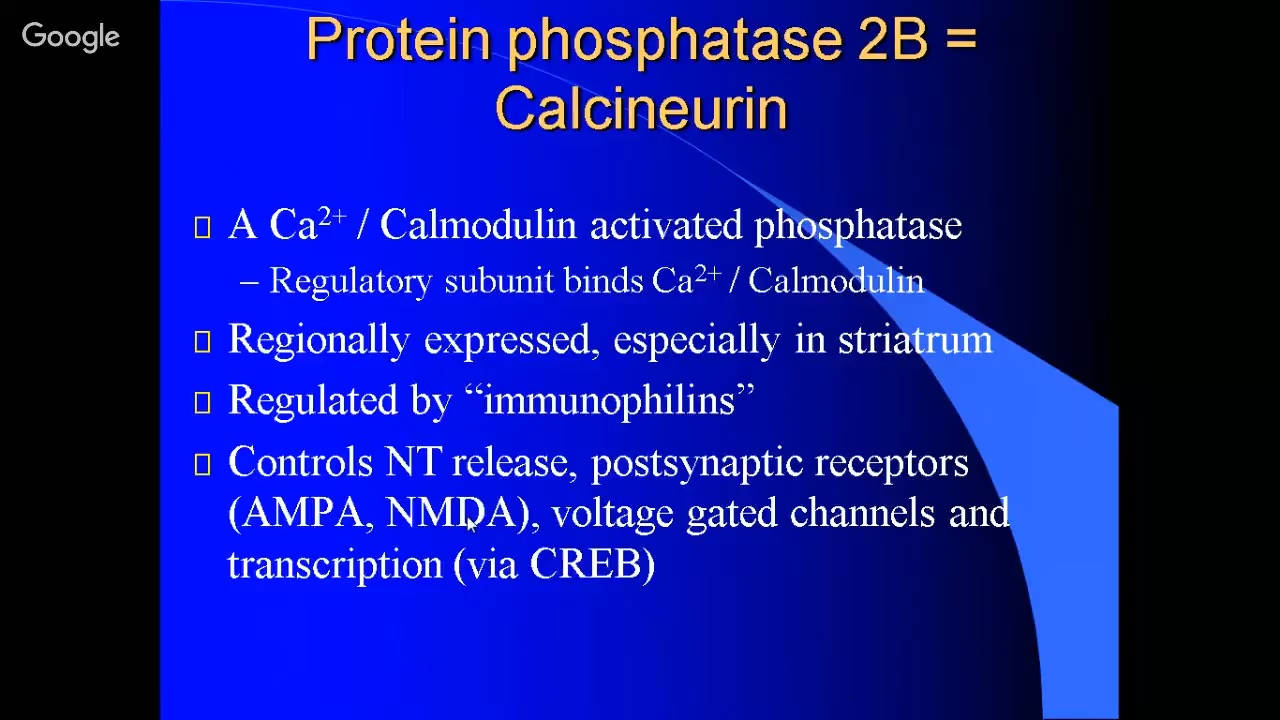 Google
Protein phosphatase 2B =
Calcineurin
A Ca²⁺ / Calmodulin activated phosphatase
– Regulatory subunit binds Ca²⁺ / Calmodulin
Regionally expressed, especially in striatrum
Regulated by “immunophilins”
Controls NT release, postsynaptic receptors
(AMPA, NMDA), voltage gated channels and
transcription (via CREB)